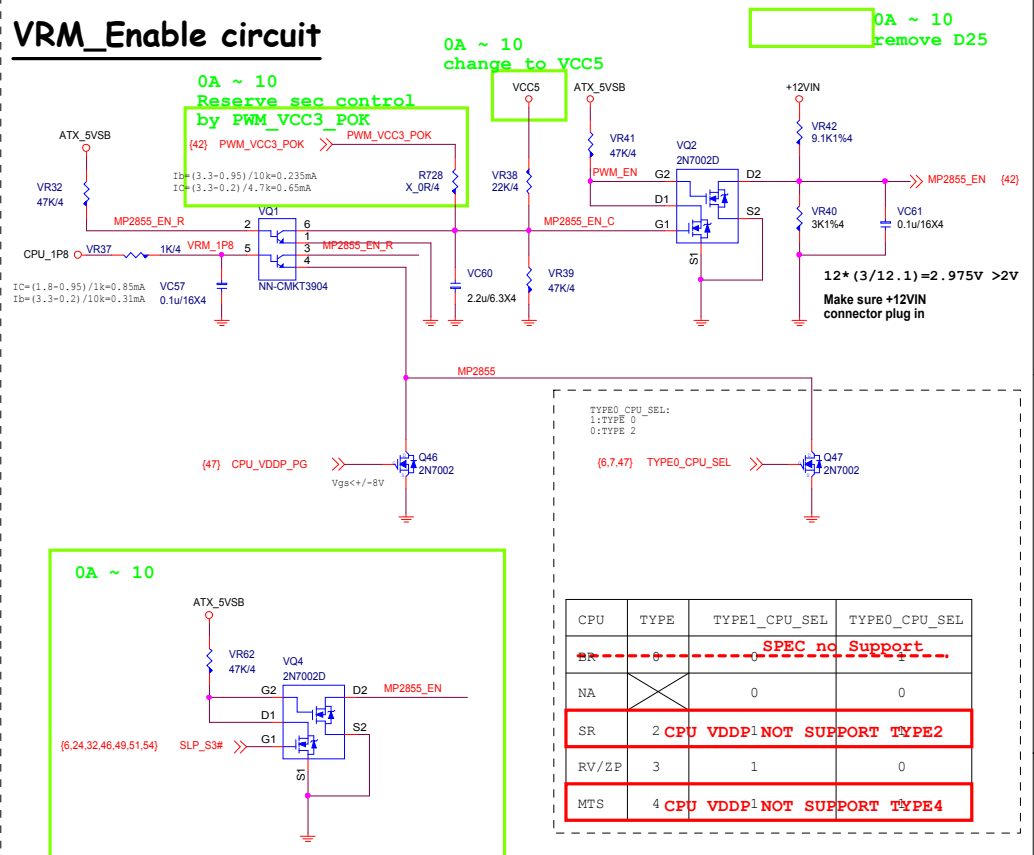 VRM_Enable circuit
0A ~ 10
remove D25
0A ~ 10
change to VCC5
0A ~ 10
Reserve sec control
by PWM_VCC3_POK
VCC5
ATX_5VSB
+12VIN
ATX_5VSB
{42} PWM_VCC3_POK
PWM_VCC3_POK
VR41
47K/4
VR42
9.1K1%4
VQ2
2N7002D
Ib=(3.3-0.95)/10k=0.235mA
IC=(3.3-0.2)/4.7k=0.65mA
R728
X_0R/4
VR38
22K/4
PWM_EN
G2
D2
MP2855_EN {42}
VR32
47K/4
D1
VQ1
MP2855_EN_R
2
6
MP2855_EN_C
G1
S2
VR40
3K1%4
VC61
0.1u/16X4
1
CPU_1P8
VR37
1K/4
VRM_1P8
5
3
MP2855_EN_R
4
S1
IC=(1.8-0.95)/1k=0.85mA
Ib=(3.3-0.2)/10k=0.31mA
VC57
0.1u/16X4
NN-CMKT3904
VC60
2.2u/6.3X4
VR39
47K/4
12*(3/12.1)=2.975V >2V
Make sure +12VIN
connector plug in
MP2855
TYPE0_CPU_SEL:
1:TYPE 0
0:TYPE 2
{47} CPU_VDDP_PG
Q46
2N7002
Vgs<+/-8V
{6,7,47} TYPE0_CPU_SEL
Q47
2N7002
0A ~ 10
ATX_5VSB
VR62
47K/4
VQ4
2N7002D
G2
D2
MP2855_EN
D1
S2
{6,24,32,46,49,51,54} SLP_S3#
G1
S1
CPU TYPE TYPE1_CPU_SEL TYPE0_CPU_SEL
SPEC no Support
BR 0 0 1
NA 0 0
SR 2 1 1
CPU VDDP NOT SUPPORT TYPE2
RV/ZP 3 1 0
MTS 4 1 1
CPU VDDP NOT SUPPORT TYPE4